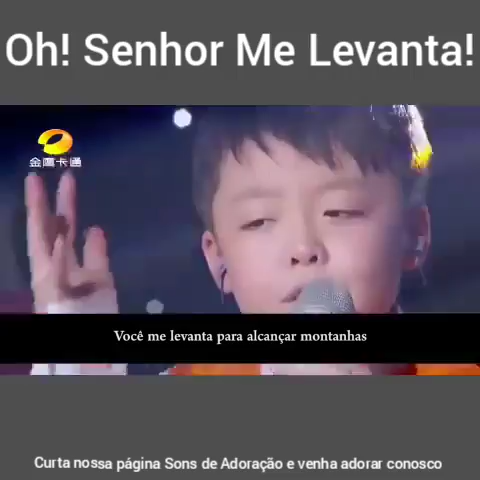 Oh! Senhor Me Levanta!
金鹰卡通
Você me levanta para alcançar montanhas
Curta nossa página Sons de Adoração e venha adorar conosco